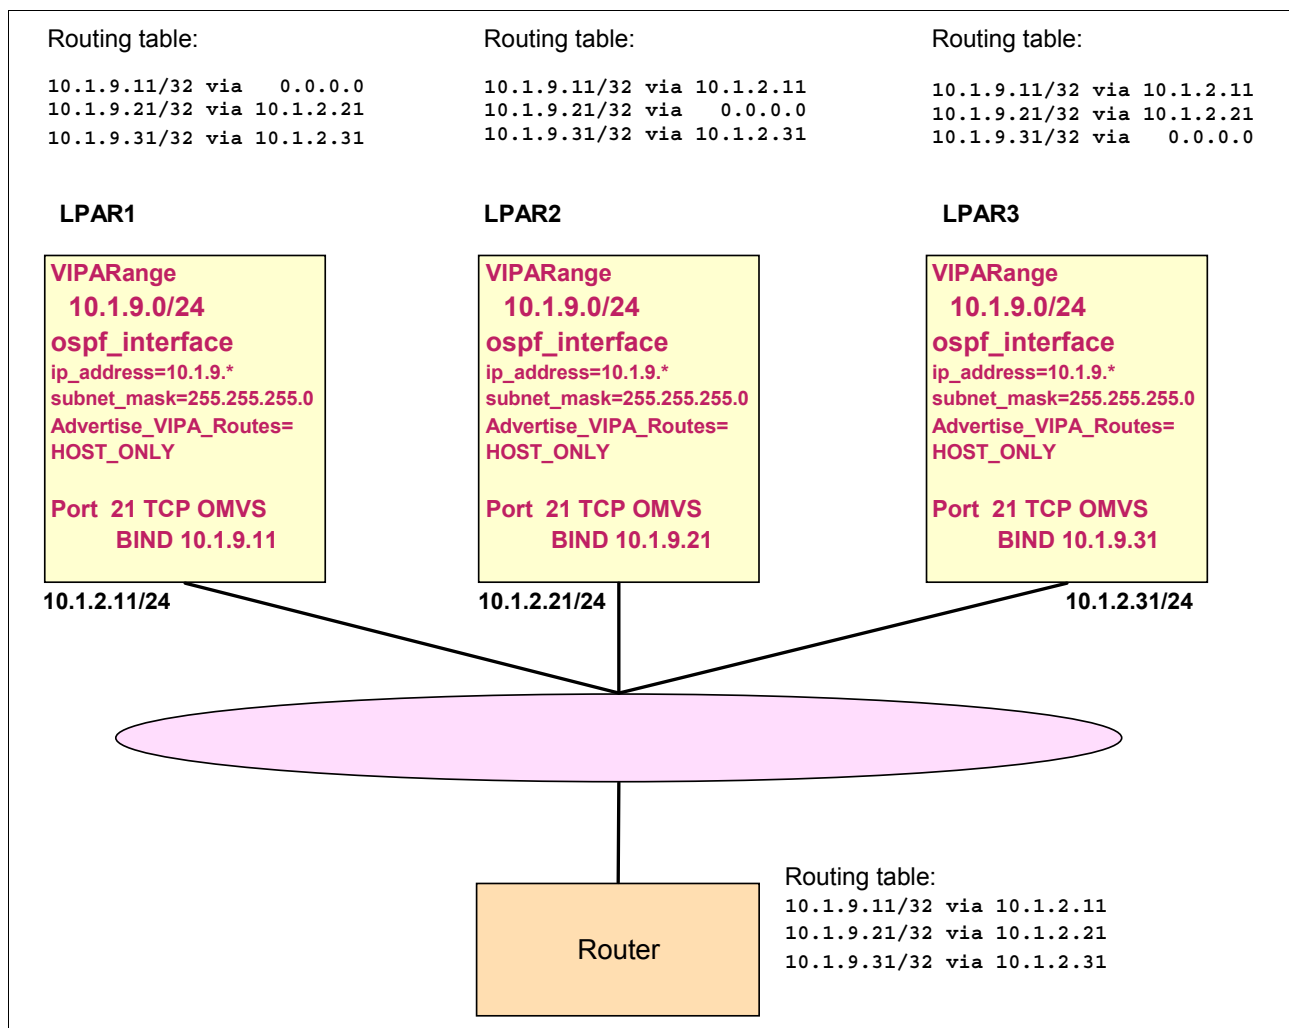 Routing table:
10.1.9.11/32 via   0.0.0.0
10.1.9.21/32 via 10.1.2.21
10.1.9.31/32 via 10.1.2.31
Routing table:
10.1.9.11/32 via 10.1.2.11
10.1.9.21/32 via   0.0.0.0
10.1.9.31/32 via 10.1.2.31
Routing table:
10.1.9.11/32 via 10.1.2.11
10.1.9.21/32 via 10.1.2.21
10.1.9.31/32 via   0.0.0.0
LPAR1
VIPARange
10.1.9.0/24
ospf_interface
ip_address=10.1.9.*
subnet_mask=255.255.255.0
Advertise_VIPA_Routes=
HOST_ONLY
Port  21 TCP OMVS
BIND 10.1.9.11
10.1.2.11/24
LPAR2
VIPARange
10.1.9.0/24
ospf_interface
ip_address=10.1.9.*
subnet_mask=255.255.255.0
Advertise_VIPA_Routes=
HOST_ONLY
Port  21 TCP OMVS
BIND 10.1.9.21
10.1.2.21/24
LPAR3
VIPARange
10.1.9.0/24
ospf_interface
ip_address=10.1.9.*
subnet_mask=255.255.255.0
Advertise_VIPA_Routes=
HOST_ONLY
Port  21 TCP OMVS
BIND 10.1.9.31
10.1.2.31/24
Router
Routing table:
10.1.9.11/32 via 10.1.2.11
10.1.9.21/32 via 10.1.2.21
10.1.9.31/32 via 10.1.2.31